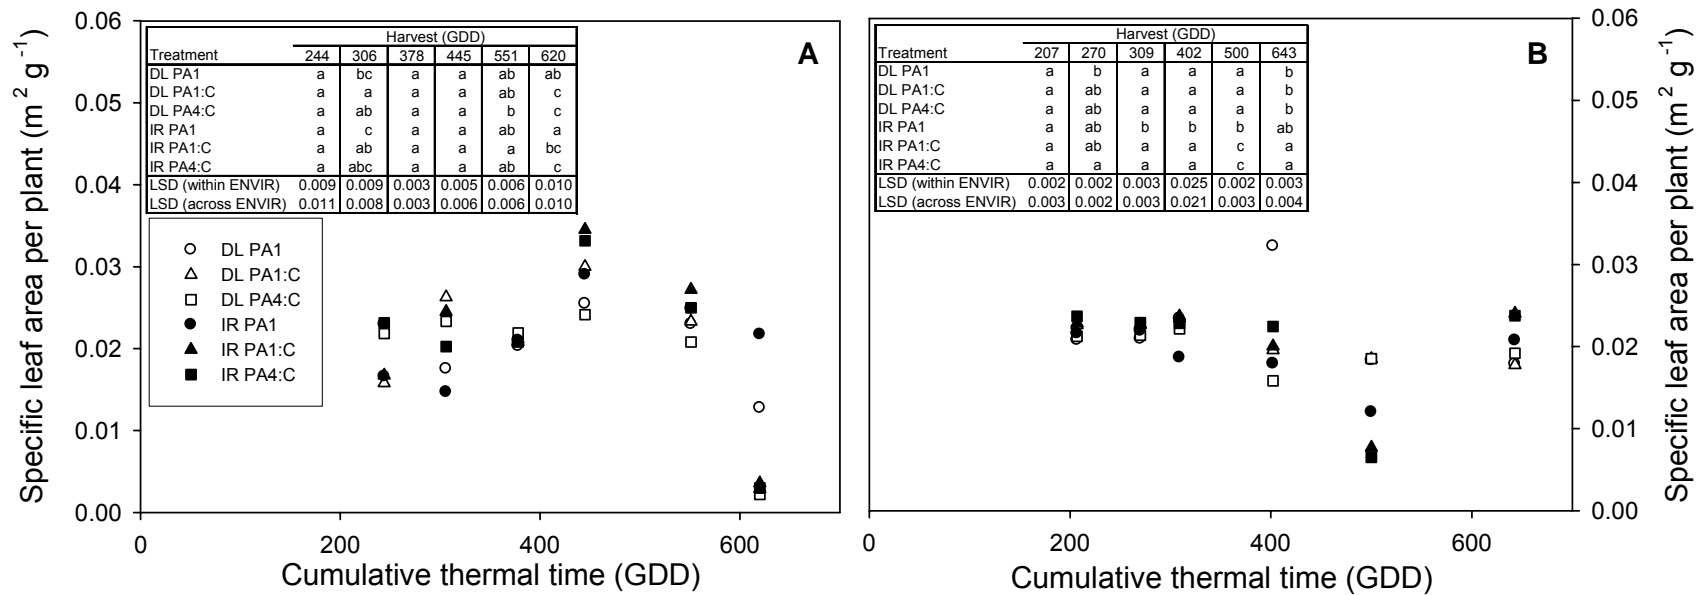 0.06
0.05
0.04
0.03
0.02
0.01
0.00
Specific leaf area per plant (m 2 g -1)
A
Harvest (GDD)
Treatment 244 306 378 445 551 620
DL PA1 a bc a a ab ab
DL PA1:C a a a a ab c
DL PA4:C a ab a a b c
IR PA1 a c a a ab a
IR PA1:C a ab a a a bc
IR PA4:C a abc a a ab c
LSD (within ENVIR) 0.009 0.009 0.003 0.005 0.006 0.010
LSD (across ENVIR) 0.011 0.008 0.003 0.006 0.006 0.010
DL PA1
DL PA1:C
DL PA4:C
IR PA1
IR PA1:C
IR PA4:C
0 200 400 600
Cumulative thermal time (GDD)
B
Harvest (GDD)
Treatment 207 270 309 402 500 643
DL PA1 a b a a a b
DL PA1:C a ab a a a b
DL PA4:C a ab a a a b
IR PA1 a ab b b b ab
IR PA1:C a ab a a c a
IR PA4:C a a a a c a
LSD (within ENVIR) 0.002 0.002 0.003 0.025 0.002 0.003
LSD (across ENVIR) 0.003 0.002 0.003 0.021 0.003 0.004
0 200 400 600
Cumulative thermal time (GDD)
0.06
0.05
0.04
0.03
0.02
0.01
0.00
Specific leaf area per plant (m 2 g -1)